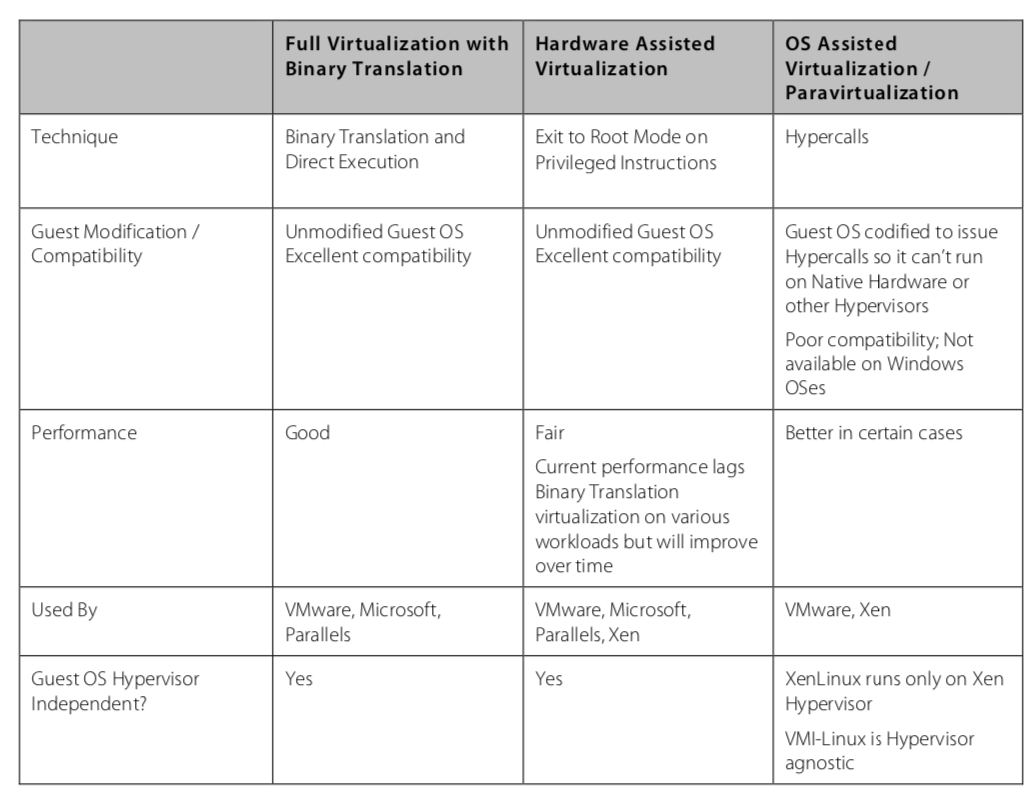 Full Virtualization with
Binary Translation
Hardware Assisted
Virtualization
OS Assisted
Virtualization /
Paravirtualization
Technique
Binary Translation and
Direct Execution
Exit to Root Mode on
Privileged Instructions
Hypercalls
Guest Modification /
Compatibility
Unmodified Guest OS
Excellent compatibility
Unmodified Guest OS
Excellent compatibility
Guest OS codified to issue
Hypercalls so it can't run
on Native Hardware or
other Hypervisors
Poor compatibility; Not
available on Windows
OSes
Performance
Good
Fair
Current performance lags
Binary Translation
virtualization on various
workloads but will improve
over time
Better in certain cases
Used By
VMware, Microsoft,
Parallels
VMware, Microsoft,
Parallels, Xen
VMware, Xen
Guest OS Hypervisor
Independent?
Yes
Yes
XenLinux runs only on Xen
Hypervisor
VMI-Linux is Hypervisor
agnostic